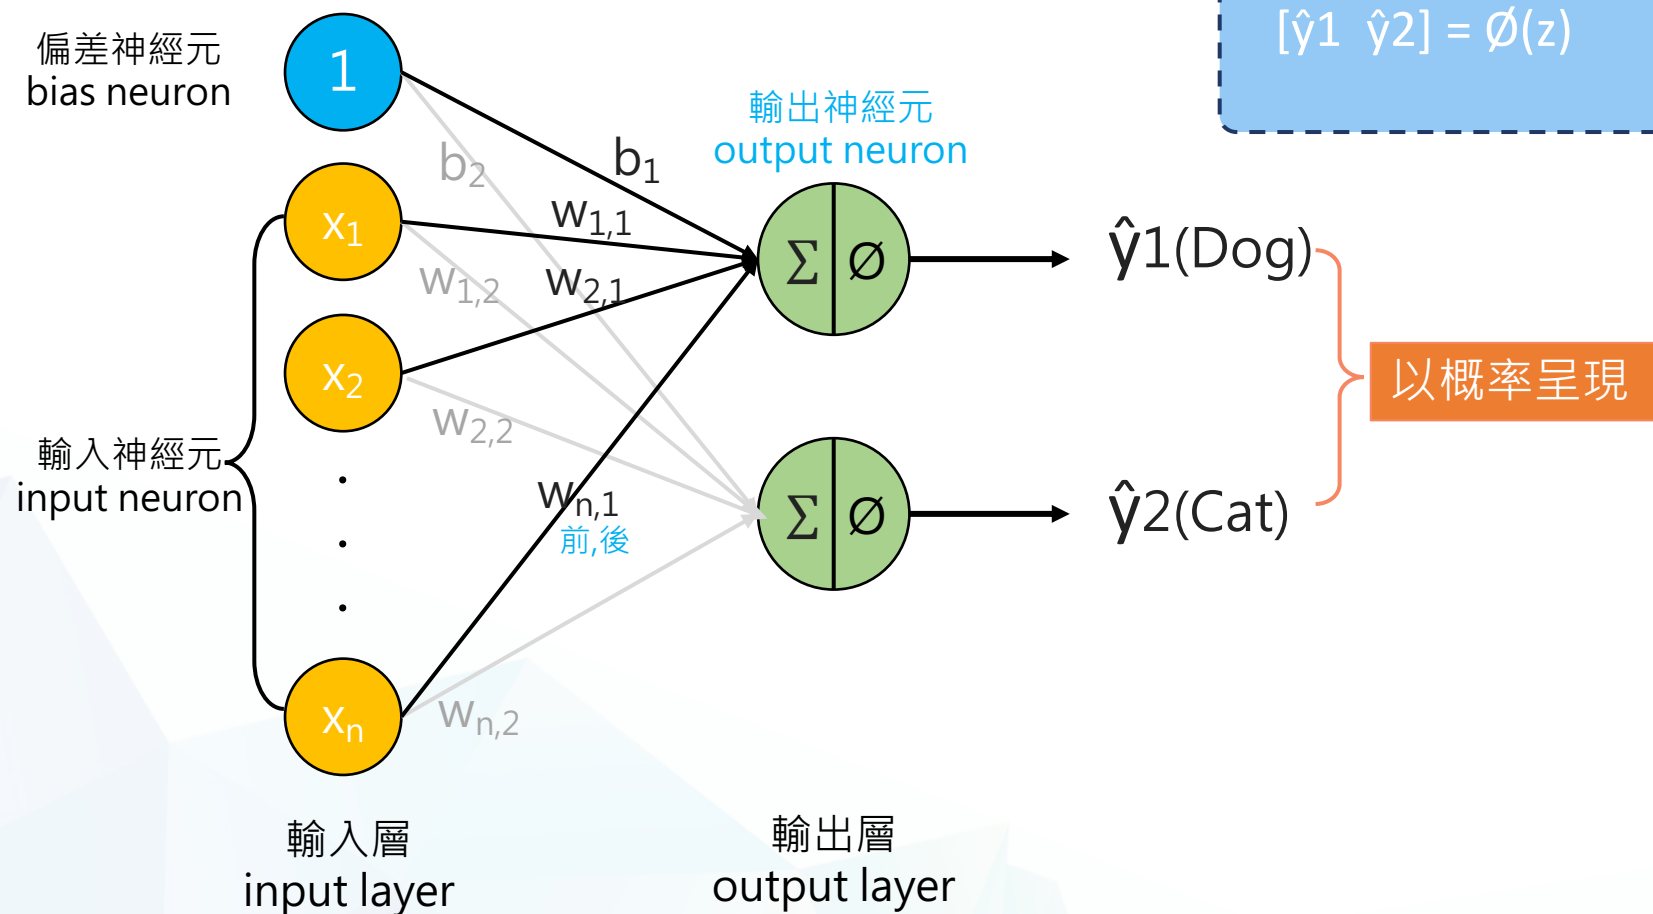 偏差神經元
bias neuron
1
[ŷ1 ŷ2] = Ø(z)
輸出神經元
output neuron
b₂
b₁
x₁
w₁,₁
w₁,₂
w₂,₁
Σ Ø
ŷ1(Dog)
x₂
w₂,₂
以概率呈現
輸入神經元
input neuron
wₙ,₁
前,後
Σ Ø
ŷ2(Cat)
xₙ
wₙ,₂
輸入層
input layer
輸出層
output layer